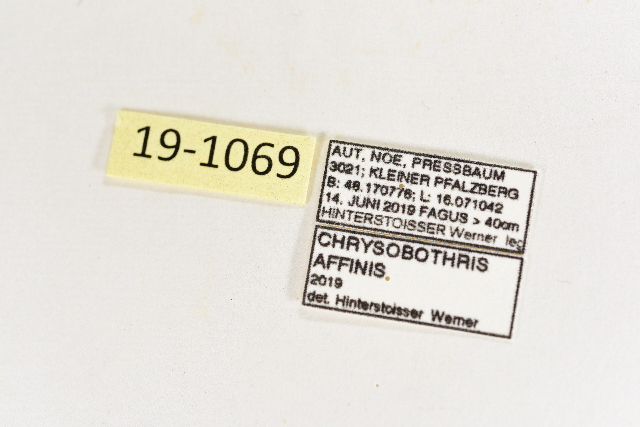 19-1069
AUT, NOE, PRESSBAUM
3021; KLEINER PFALZBERG
B: 48.170778; L: 16.071042
14. JUNI 2019 FAGUS > 40cm
HINTERSTOISSER Werner leg
CHRYSOBOTHRIS
AFFINIS
2019
det. Hinterstoisser Werner